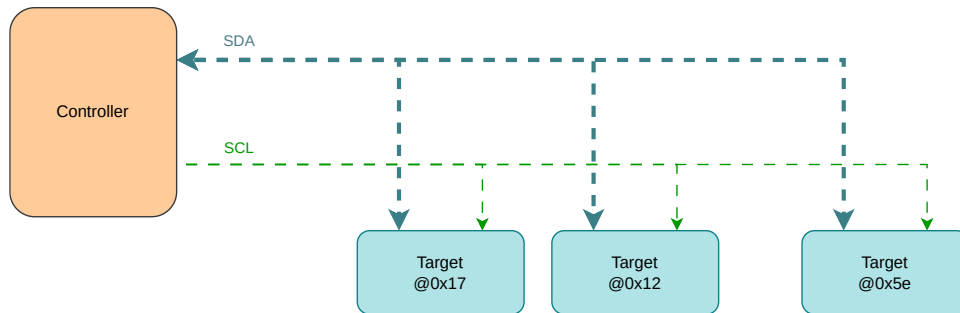 SDA
Controller
SCL
Target
@0x17
Target
@0x12
Target
@0x5e